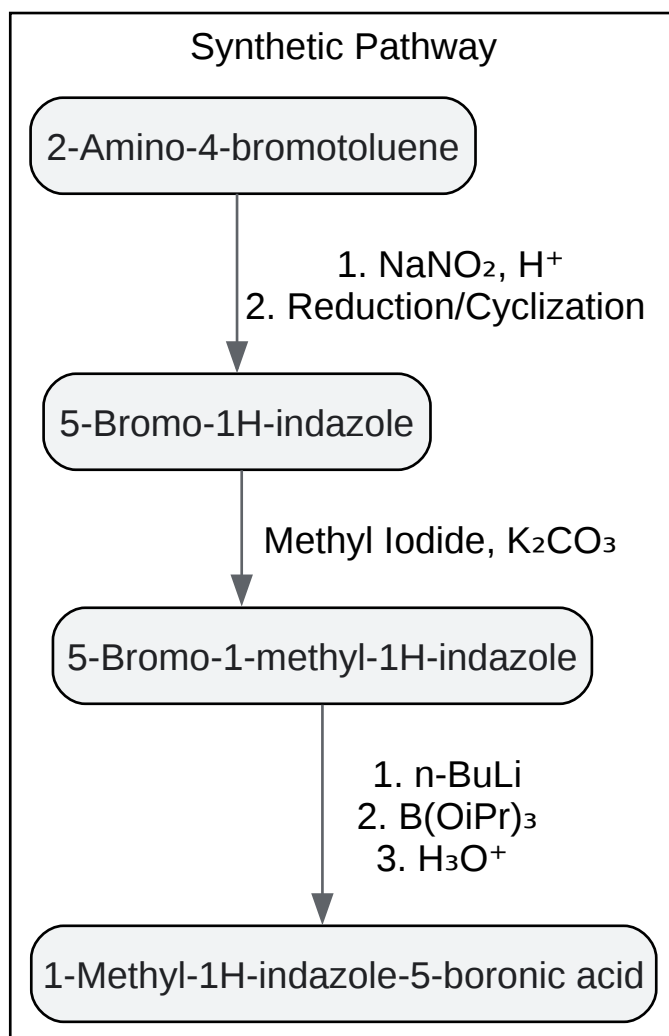 Synthetic Pathway
2-Amino-4-bromotoluene
1. NaNO₂, H⁺
2. Reduction/Cyclization
5-Bromo-1H-indazole
Methyl Iodide, K₂CO₃
5-Bromo-1-methyl-1H-indazole
1. n-BuLi
2. B(OiPr)₃
3. H₃O⁺
1-Methyl-1H-indazole-5-boronic acid